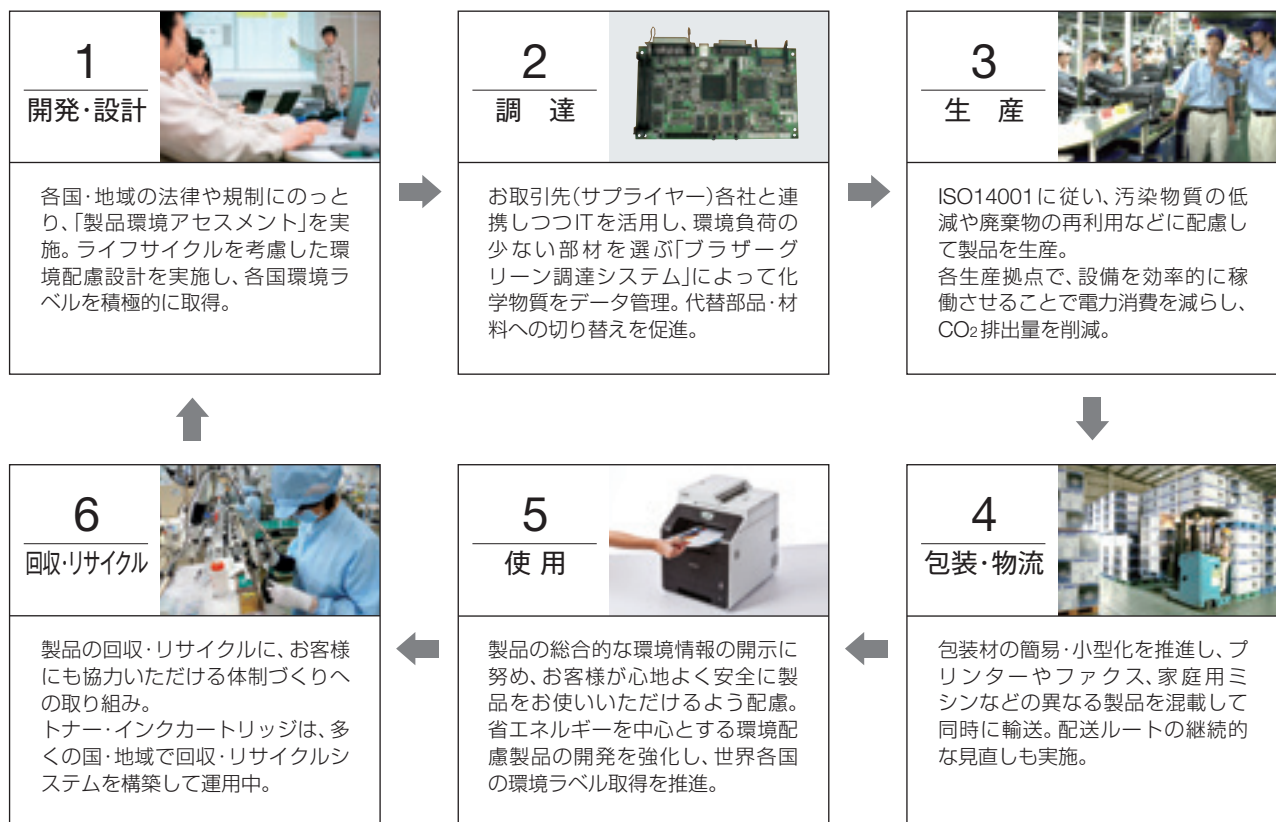 1
開発・設計
各国・地域の法律や規制にのっと
り、「製品環境アセスメント」を実
施。ライフサイクルを考慮した環
境配慮設計を実施し、各国環境ラ
ベルを積極的に取得。
2
調 達
お取引先(サプライヤー)各社と連
携しつつITを活用し、環境負荷の
少ない部材を選ぶ「ブラザーグ
リーン調達システム」によって化
学物質をデータ管理。代替部品・材
料への切り替えを促進。
3
生 産
ISO14001に従い、汚染物質の低
減や廃棄物の再利用などに配慮し
て製品を生産。
各生産拠点で、設備を効率的に稼
働させることで電力消費を減らし、
CO2排出量を削減。
4
包装・物流
包装材の簡易・小型化を推進し、プ
リンターやファクス、家庭用ミ
シンなどの異なる製品を混載して
同時に輸送。配送ルートの継続的
な見直しも実施。
5
使 用
製品の総合的な環境情報の開示に
努め、お客様が心地よく安全に製
品をお使いいただけるよう配慮。
省エネルギーを中心とする環境配
慮製品の開発を強化し、世界各国
の環境ラベル取得を推進。
6
回収・リサイクル
製品の回収・リサイクルに、お客様
にも協力いただける体制づくりへ
の取り組み。
トナー・インクカートリッジは、多
くの国・地域で回収・リサイクルシ
ステムを構築して運用中。